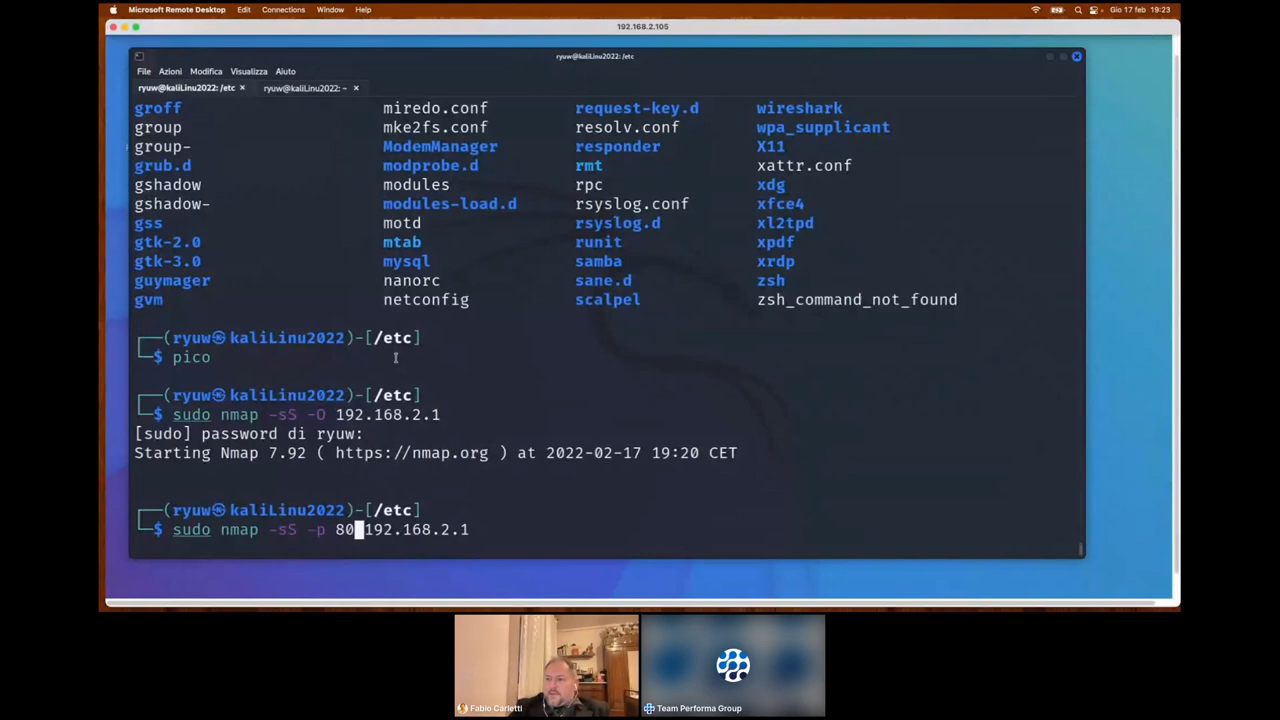 Microsoft Remote Desktop Edit Connections Window Help Gio 17 feb 19:23
192.168.2.105
ryuw@kaliLinu2022: /etc
File Azioni Modifica Visualizza Aiuto
ryuw@kaliLinu2022: /etc × ryuw@kaliLinu2022: ~ ×
groff miredo.conf request-key.d wireshark
group mke2fs.conf resolv.conf wpa_supplicant
group- ModemManager responder X11
grub.d modprobe.d rmt xattr.conf
gshadow modules rpc xdg
gshadow- modules-load.d rsyslog.conf xfce4
gss motd rsyslog.d xl2tpd
gtk-2.0 mtab runit xpdf
gtk-3.0 mysql samba xrdp
guymager nanorc sane.d zsh
gvm netconfig scalpel zsh_command_not_found
┌──(ryuw㉿kaliLinu2022)-[/etc]
└─$ pico
┌──(ryuw㉿kaliLinu2022)-[/etc]
└─$ sudo nmap -sS -O 192.168.2.1
[sudo] password di ryuw:
Starting Nmap 7.92 ( https://nmap.org ) at 2022-02-17 19:20 CET
┌──(ryuw㉿kaliLinu2022)-[/etc]
└─$ sudo nmap -sS -p 80 192.168.2.1
Fabio Carletti Team Performa Group